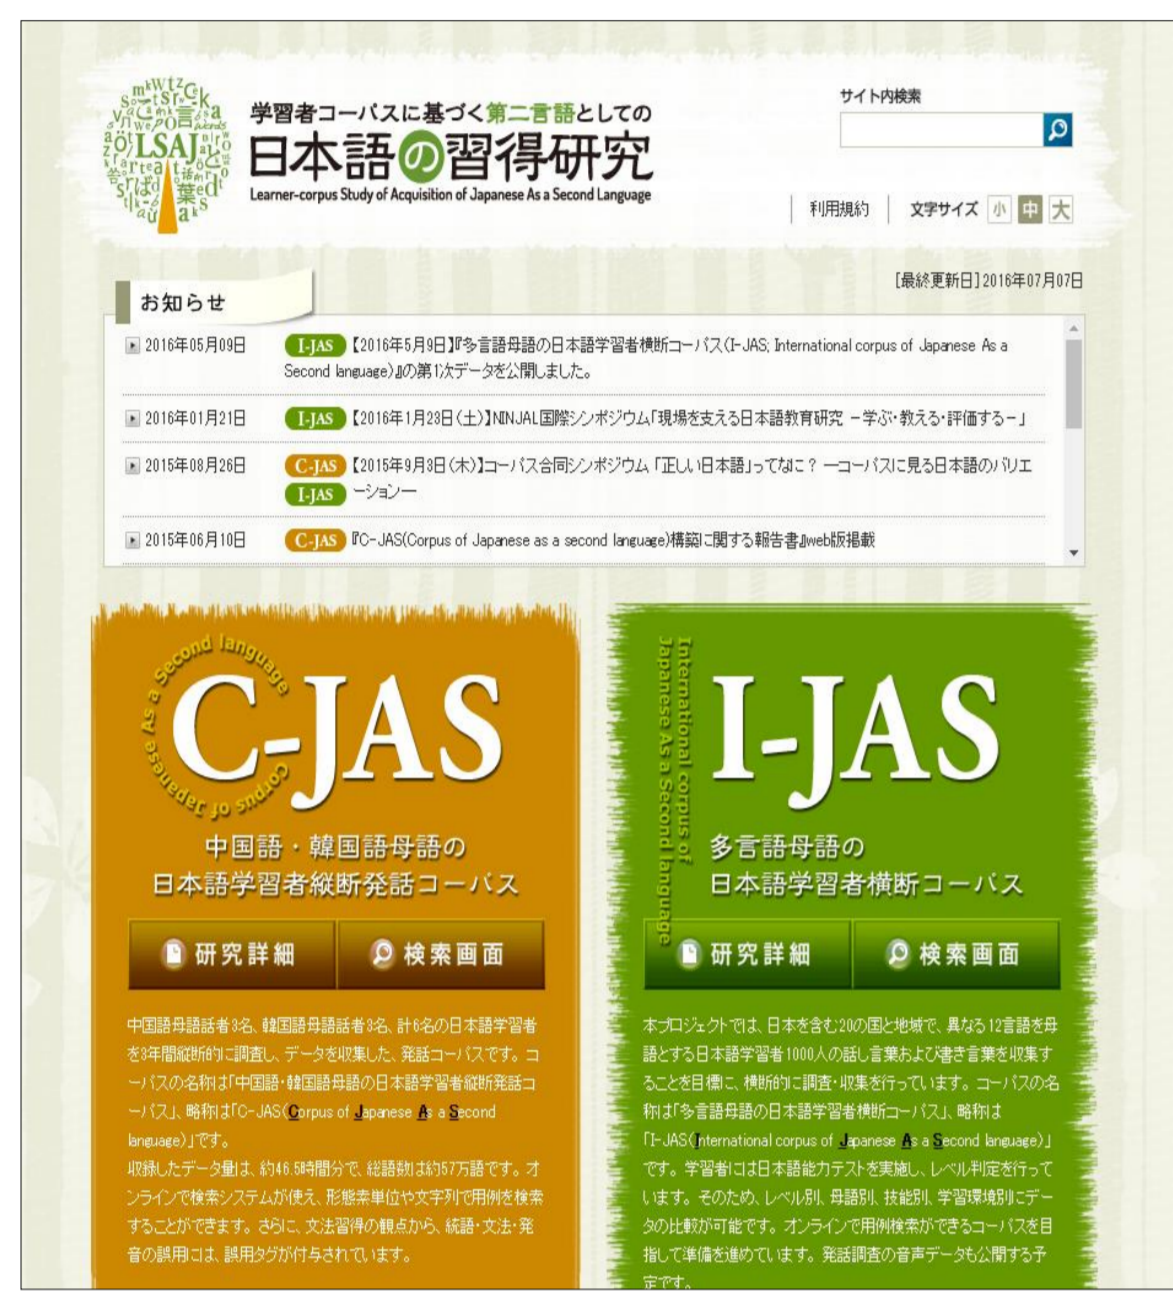 LSAJ
学習者コーパスに基づく第二言語としての
日本語の習得研究
Learner-corpus Study of Acquisition of Japanese As a Second Language
サイト内検索
利用規約 文字サイズ 小 中 大
[最終更新日]2016年07月07日
お知らせ
2016年05月09日 I-JAS 【2016年5月9日】『多言語母語の日本語学習者横断コーパス(I-JAS; International corpus of Japanese As a
Second language)』の第1次データを公開しました。
2016年01月21日 I-JAS 【2016年1月23日(土)】NINJAL国際シンポジウム「現場を支える日本語教育研究 －学ぶ・教える・評価する－」
2015年08月26日 C-JAS 【2015年9月3日(木)】コーパス合同シンポジウム 「正しい日本語」ってなに？ ―コーパスに見る日本語のバリエ
I-JAS ーション―
2015年06月10日 C-JAS 『C-JAS(Corpus of Japanese as a second language)構築に関する報告書』web版掲載
Corpus of Japanese As a Second language
C-JAS
中国語・韓国語母語の
日本語学習者縦断発話コーパス
研究詳細 検索画面
中国語母語話者3名、韓国語母語話者3名、計6名の日本語学習者
を3年間縦断的に調査し、データを収集した、発話コーパスです。コ
ーパスの名称は「中国語・韓国語母語の日本語学習者縦断発話コ
ーパス」、略称は「C-JAS(Corpus of Japanese As a Second
language)」です。
収録したデータ量は、約46.5時間分で、総語数は約57万語です。オ
ンラインで検索システムが使え、形態素単位や文字列で用例を検索
することができます。さらに、文法習得の観点から、統語・文法・発
音の誤用には、誤用タグが付与されています。
International corpus of
Japanese As a Second language
I-JAS
多言語母語の
日本語学習者横断コーパス
研究詳細 検索画面
本プロジェクトでは、日本を含む20の国と地域で、異なる12言語を母
語とする日本語学習者1000人の話し言葉および書き言葉を収集す
ることを目標に、横断的に調査・収集を行っています。コーパスの名
称は「多言語母語の日本語学習者横断コーパス」、略称は
「I-JAS(International corpus of Japanese As a Second language)」
です。学習者には日本語能力テストを実施し、レベル判定を行って
います。そのため、レベル別、母語別、技能別、学習環境別にデー
タの比較が可能です。オンラインで用例検索ができるコーパスを目
指して準備を進めています。発話調査の音声データも公開する予
定です。